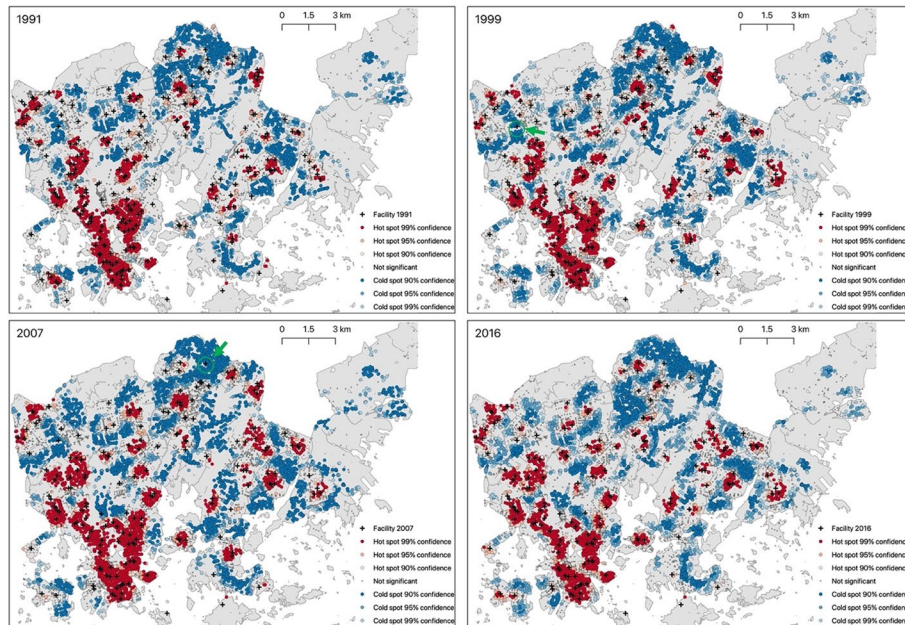 1991
0 1.5 3 km
Facility 1991
Hot spot 99% confidence
Hot spot 95% confidence
Hot spot 90% confidence
Not significant
Cold spot 90% confidence
Cold spot 95% confidence
Cold spot 99% confidence
1999
0 1.5 3 km
Facility 1999
Hot spot 99% confidence
Hot spot 95% confidence
Hot spot 90% confidence
Not significant
Cold spot 90% confidence
Cold spot 95% confidence
Cold spot 99% confidence
2007
0 1.5 3 km
Facility 2007
Hot spot 99% confidence
Hot spot 95% confidence
Hot spot 90% confidence
Not significant
Cold spot 90% confidence
Cold spot 95% confidence
Cold spot 99% confidence
2016
0 1.5 3 km
Facility 2016
Hot spot 99% confidence
Hot spot 95% confidence
Hot spot 90% confidence
Not significant
Cold spot 90% confidence
Cold spot 95% confidence
Cold spot 99% confidence